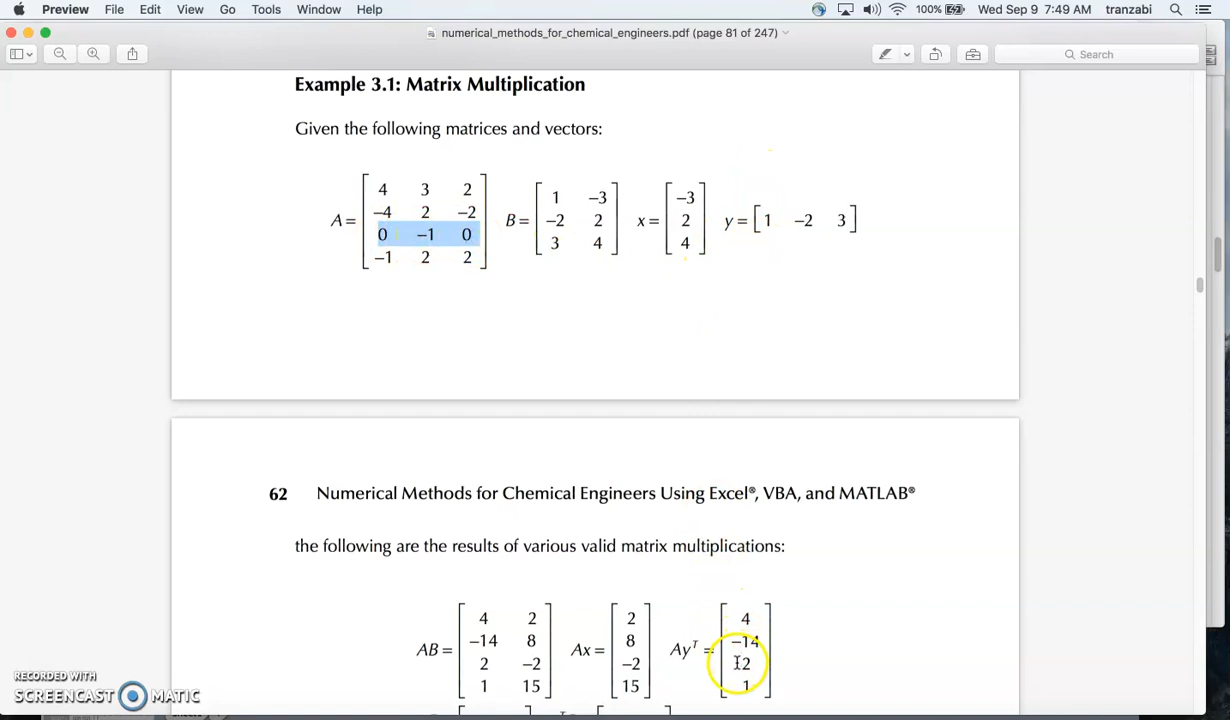 Preview File Edit View Go Tools Window Help 100% Wed Sep 9 7:49 AM tranzabi
numerical_methods_for_chemical_engineers.pdf (page 81 of 247)
Search
Example 3.1: Matrix Multiplication
Given the following matrices and vectors:
4 3 2
1 −3 −3
−4 2 −2
A = B = −2 2 x = 2 y = [1 −2 3]
0 −1 0
3 4 4
−1 2 2
62 Numerical Methods for Chemical Engineers Using Excel®, VBA, and MATLAB®
the following are the results of various valid matrix multiplications:
4 2 2 4
−14 8 8 −14
AB = Ax = Ayᵀ =
2 −2 −2 2
1 15 15 1
RECORDED WITH
SCREENCAST MATIC